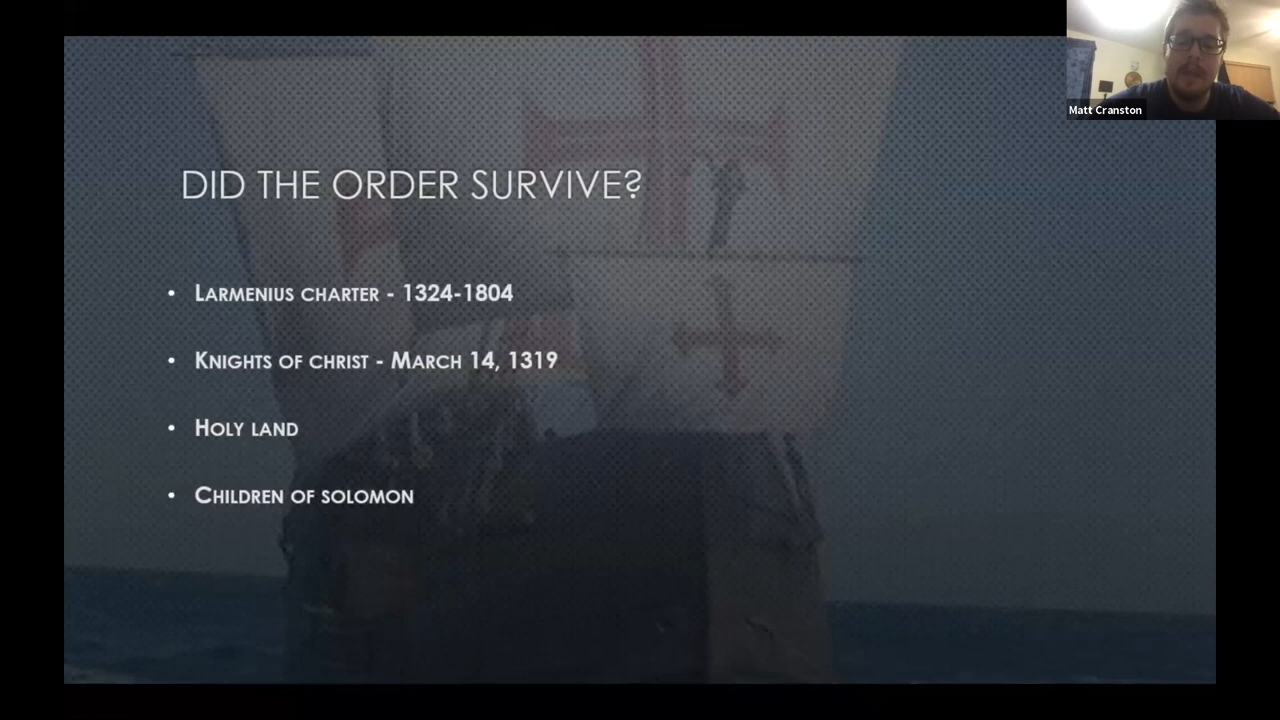 Matt Cranston
DID THE ORDER SURVIVE?
• LARMENIUS CHARTER - 1324-1804
• KNIGHTS OF CHRIST - MARCH 14, 1319
• HOLY LAND
• CHILDREN OF SOLOMON